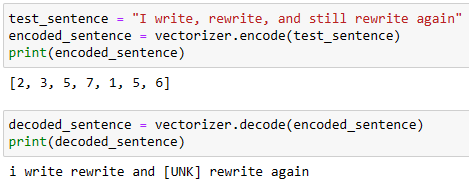 test_sentence = "I write, rewrite, and still rewrite again"
encoded_sentence = vectorizer.encode(test_sentence)
print(encoded_sentence)
[2, 3, 5, 7, 1, 5, 6]
decoded_sentence = vectorizer.decode(encoded_sentence)
print(decoded_sentence)
i write rewrite and [UNK] rewrite again